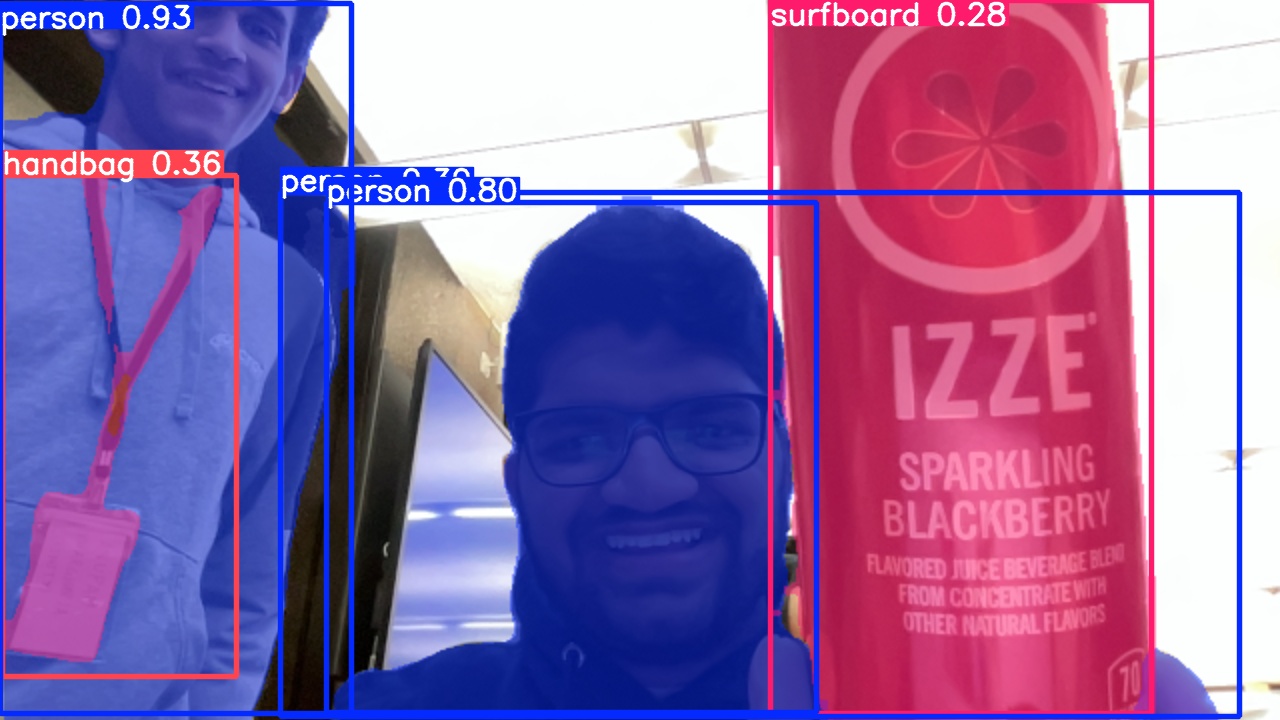 person 0.93
surfboard 0.28
handbag 0.36
person 0.80
IZZE
SPARKLING
BLACKBERRY
FLAVORED JUICE BEVERAGE BLEND
FROM CONCENTRATE WITH
OTHER NATURAL FLAVORS
70